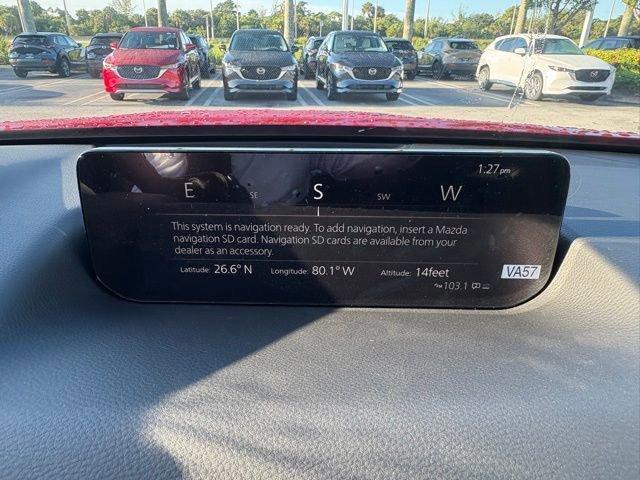 1:27pm
E SE S SW W
This system is navigation ready. To add navigation, insert a Mazda
navigation SD card. Navigation SD cards are available from your
dealer as an accessory.
Latitude: 26.6° N Longitude: 80.1° W Altitude: 14feet
VA57
103.1